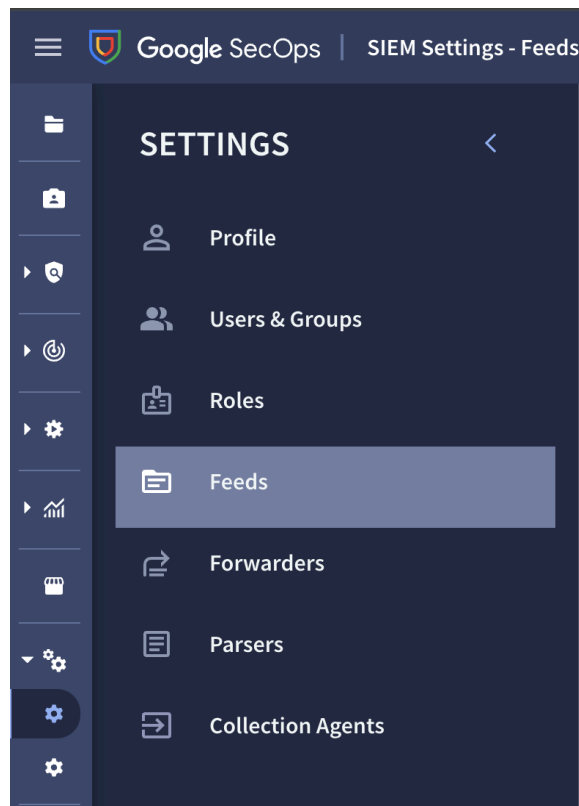 Google SecOps | SIEM Settings - Feeds
SETTINGS
Profile
Users & Groups
Roles
Feeds
Forwarders
Parsers
Collection Agents